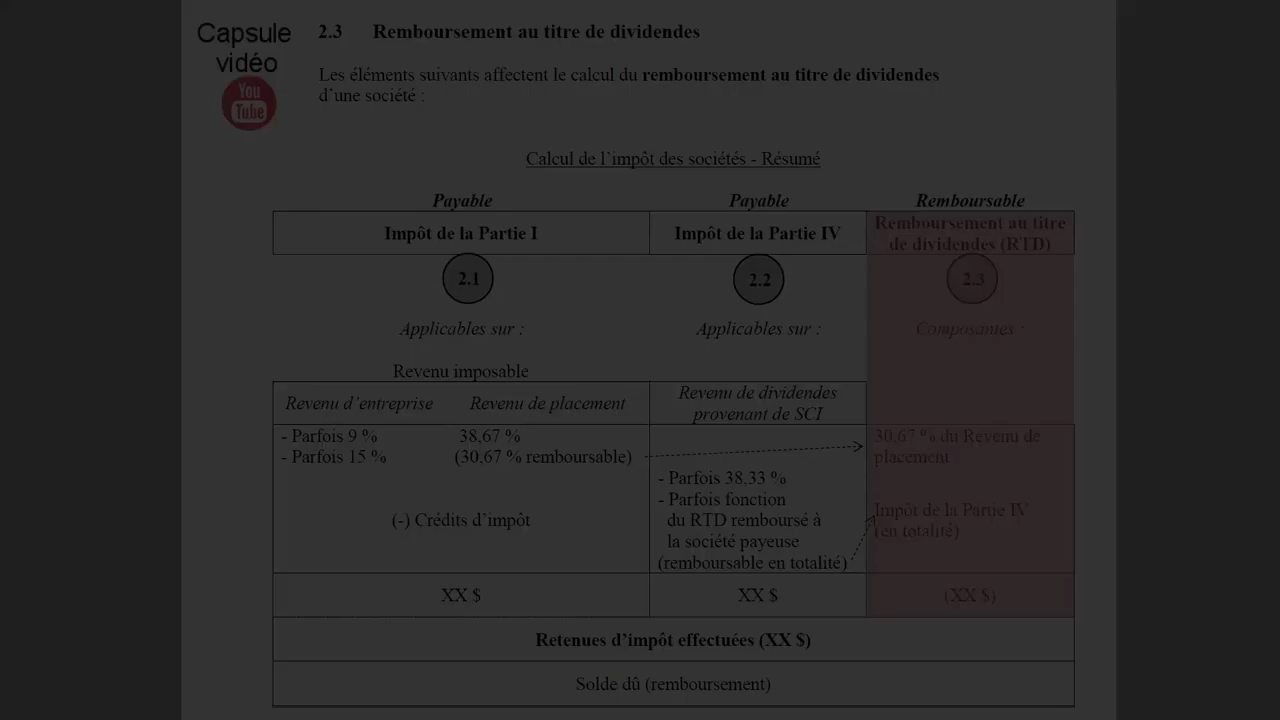 Capsule
vidéo
You
Tube
2.3 Remboursement au titre de dividendes
Les éléments suivants affectent le calcul du remboursement au titre de dividendes
d’une société :
Calcul de l’impôt des sociétés - Résumé
Payable Payable Remboursable
Impôt de la Partie I
Impôt de la Partie IV
Remboursement au titre
de dividendes (RTD)
2.1
2.2
2.3
Applicables sur :
Applicables sur :
Composantes :
Revenu imposable
Revenu d’entreprise Revenu de placement
Revenu de dividendes
provenant de SCI
- Parfois 9 % 38,67 %
- Parfois 15 % (30,67 % remboursable)
(-) Crédits d’impôt
- Parfois 38,33 %
- Parfois fonction
du RTD remboursé à
la société payeuse
(remboursable en totalité)
30,67 % du Revenu de
placement
Impôt de la Partie IV
(en totalité)
XX $ XX $ (XX $)
Retenues d’impôt effectuées (XX $)
Solde dû (remboursement)